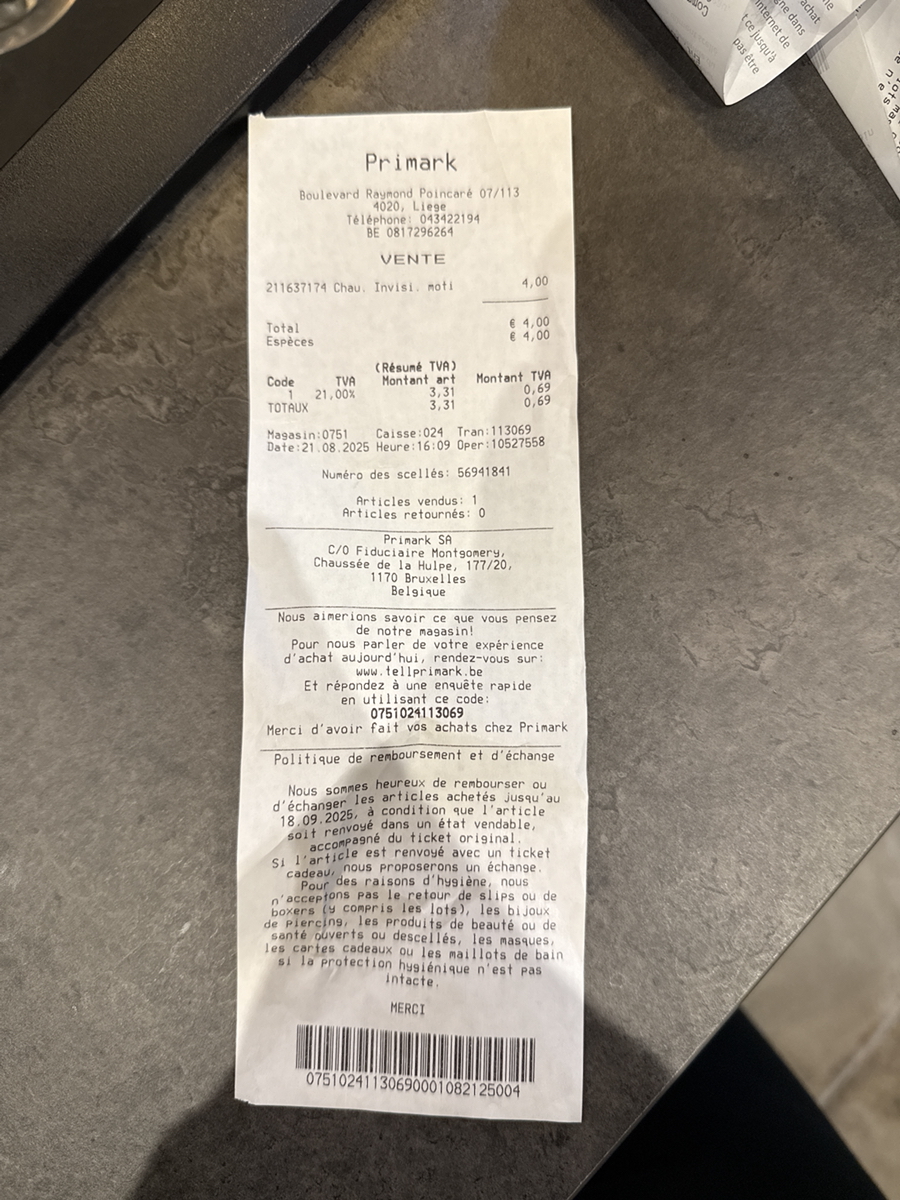 Primark
Boulevard Raymond Poincaré 07/113
4020, Liege
Téléphone: 043422194
BE 0817296264
VENTE
211637174 Chau. Invisi. moti 4,00
Total € 4,00
Espèces € 4,00
(Résumé TVA)
Code TVA Montant art Montant TVA
1 21,00% 3,31 0,69
TOTAUX 3,31 0,69
Magasin:0751 Caisse:024 Tran:113069
Date:21.08.2025 Heure:16:09 Oper:10527558
Numéro des scellés: 56941841
Articles vendus: 1
Articles retournés: 0
Primark SA
C/O Fiduciaire Montgomery,
Chaussée de la Hulpe, 177/20,
1170 Bruxelles
Belgique
Nous aimerions savoir ce que vous pensez
de notre magasin!
Pour nous parler de votre expérience
d'achat aujourd'hui, rendez-vous sur:
www.tellprimark.be
Et répondez à une enquête rapide
en utilisant ce code:
0751024113069
Merci d'avoir fait vos achats chez Primark
Politique de remboursement et d'échange
Nous sommes heureux de rembourser ou
d'échanger les articles achetés jusqu'au
18.09.2025, à condition que l'article
soit renvoyé dans un état vendable,
accompagné du ticket original.
Si l'article est renvoyé avec un ticket
cadeau, nous proposerons un échange.
Pour des raisons d'hygiène, nous
n'acceptons pas le retour de slips ou de
boxers (y compris les lots), les bijoux
de piercing, les produits de beauté ou de
santé ouverts ou descellés, les masques,
les cartes cadeaux ou les maillots de bain
si la protection hygiénique n'est pas
intacte.
MERCI
07510241130690001082125004
achat
ne dans
internet de
t ce jusqu'à
pas être